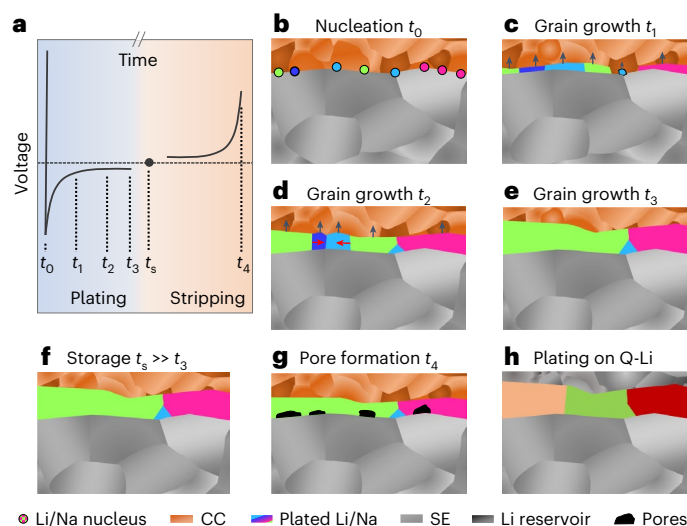 a
Time
Voltage
t0
t1
t2
t3
ts
t4
Plating
Stripping
b Nucleation t0
c Grain growth t1
d Grain growth t2
e Grain growth t3
f Storage ts >> t3
g Pore formation t4
h Plating on Q-Li
Li/Na nucleus CC Plated Li/Na SE Li reservoir Pores